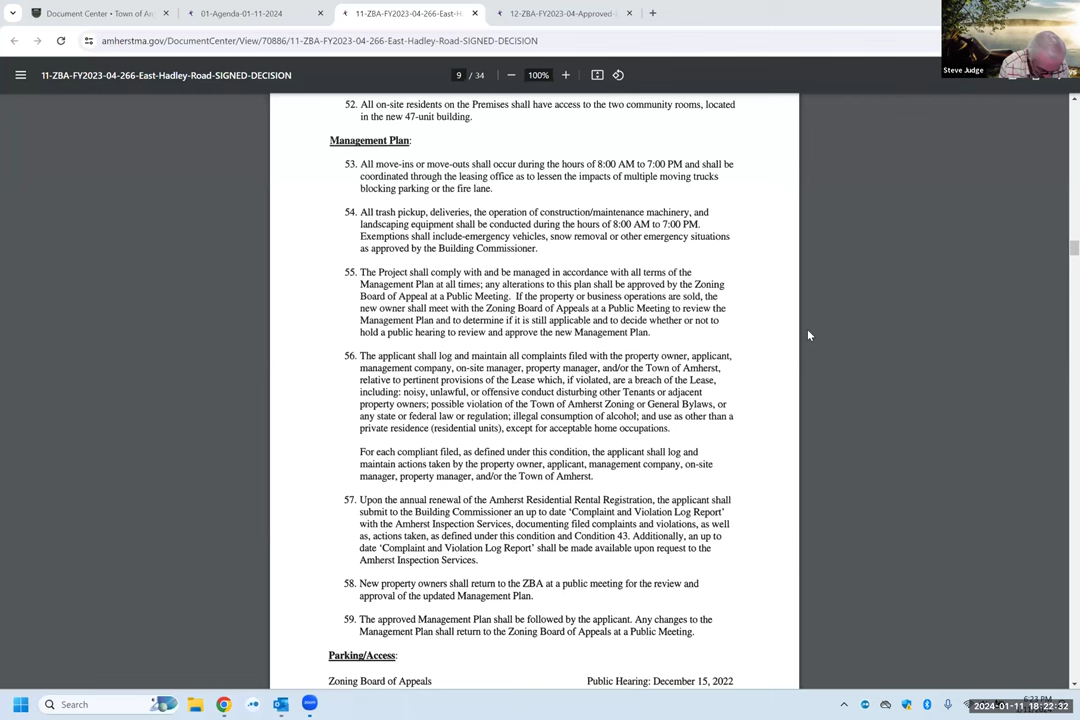 Document Center • Town of Am
01-Agenda-01-11-2024
11-ZBA-FY2023-04-266-East-H
12-ZBA-FY2023-04-Approved-
amherstma.gov/DocumentCenter/View/70886/11-ZBA-FY2023-04-266-East-Hadley-Road-SIGNED-DECISION
Steve Judge
11-ZBA-FY2023-04-266-East-Hadley-Road-SIGNED-DECISION
9 / 34
100%
52. All on-site residents on the Premises shall have access to the two community rooms, located
in the new 47-unit building.
Management Plan:
53. All move-ins or move-outs shall occur during the hours of 8:00 AM to 7:00 PM and shall be
coordinated through the leasing office as to lessen the impacts of multiple moving trucks
blocking parking or the fire lane.
54. All trash pickup, deliveries, the operation of construction/maintenance machinery, and
landscaping equipment shall be conducted during the hours of 8:00 AM to 7:00 PM.
Exemptions shall include-emergency vehicles, snow removal or other emergency situations
as approved by the Building Commissioner.
55. The Project shall comply with and be managed in accordance with all terms of the
Management Plan at all times; any alterations to this plan shall be approved by the Zoning
Board of Appeal at a Public Meeting. If the property or business operations are sold, the
new owner shall meet with the Zoning Board of Appeals at a Public Meeting to review the
Management Plan and to determine if it is still applicable and to decide whether or not to
hold a public hearing to review and approve the new Management Plan.
56. The applicant shall log and maintain all complaints filed with the property owner, applicant,
management company, on-site manager, property manager, and/or the Town of Amherst,
relative to pertinent provisions of the Lease which, if violated, are a breach of the Lease,
including: noisy, unlawful, or offensive conduct disturbing other Tenants or adjacent
property owners; possible violation of the Town of Amherst Zoning or General Bylaws, or
any state or federal law or regulation; illegal consumption of alcohol; and use as other than a
private residence (residential units), except for acceptable home occupations.
For each compliant filed, as defined under this condition, the applicant shall log and
maintain actions taken by the property owner, applicant, management company, on-site
manager, property manager, and/or the Town of Amherst.
57. Upon the annual renewal of the Amherst Residential Rental Registration, the applicant shall
submit to the Building Commissioner an up to date ‘Complaint and Violation Log Report’
with the Amherst Inspection Services, documenting filed complaints and violations, as well
as, actions taken, as defined under this condition and Condition 43. Additionally, an up to
date ‘Complaint and Violation Log Report’ shall be made available upon request to the
Amherst Inspection Services.
58. New property owners shall return to the ZBA at a public meeting for the review and
approval of the updated Management Plan.
59. The approved Management Plan shall be followed by the applicant. Any changes to the
Management Plan shall return to the Zoning Board of Appeals at a Public Meeting.
Parking/Access:
Zoning Board of Appeals Public Hearing: December 15, 2022
Search
6:23 PM
2024-01-11 18:22:32